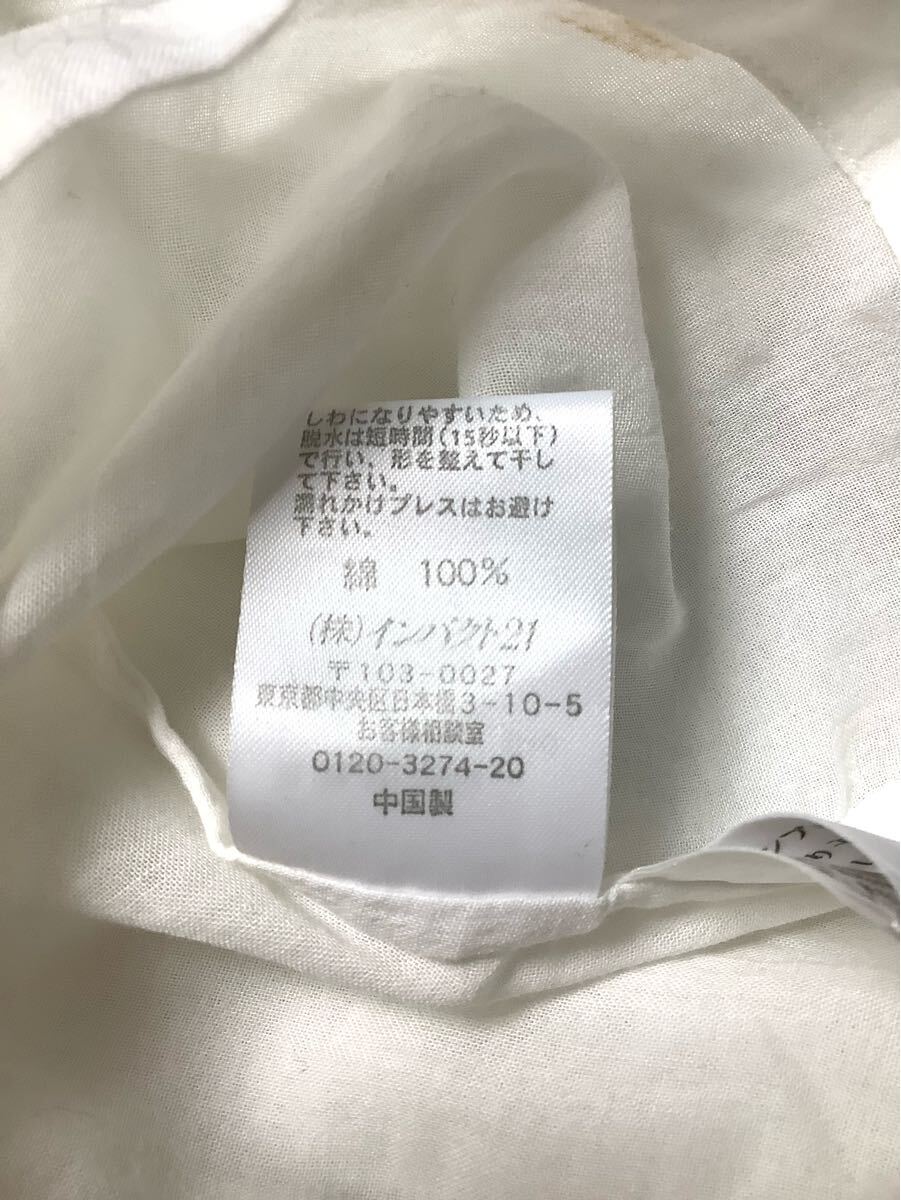 しわになりやすいため、
脱水は短時間(15秒以下)
で行い、形を整えて干し
て下さい。
濡れかけプレスはお避け
下さい。
綿 100%
(株)インパクト21
〒103-0027
東京都中央区日本橋3-10-5
お客様相談室
0120-3274-20
中国製